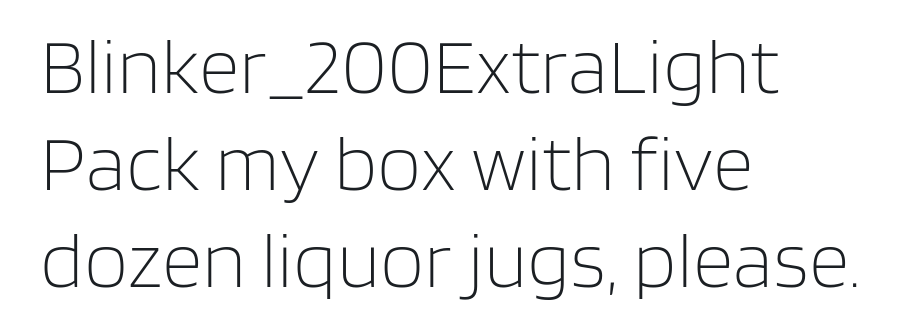 Blinker_200ExtraLight
Pack my box with five
dozen liquor jugs, please.